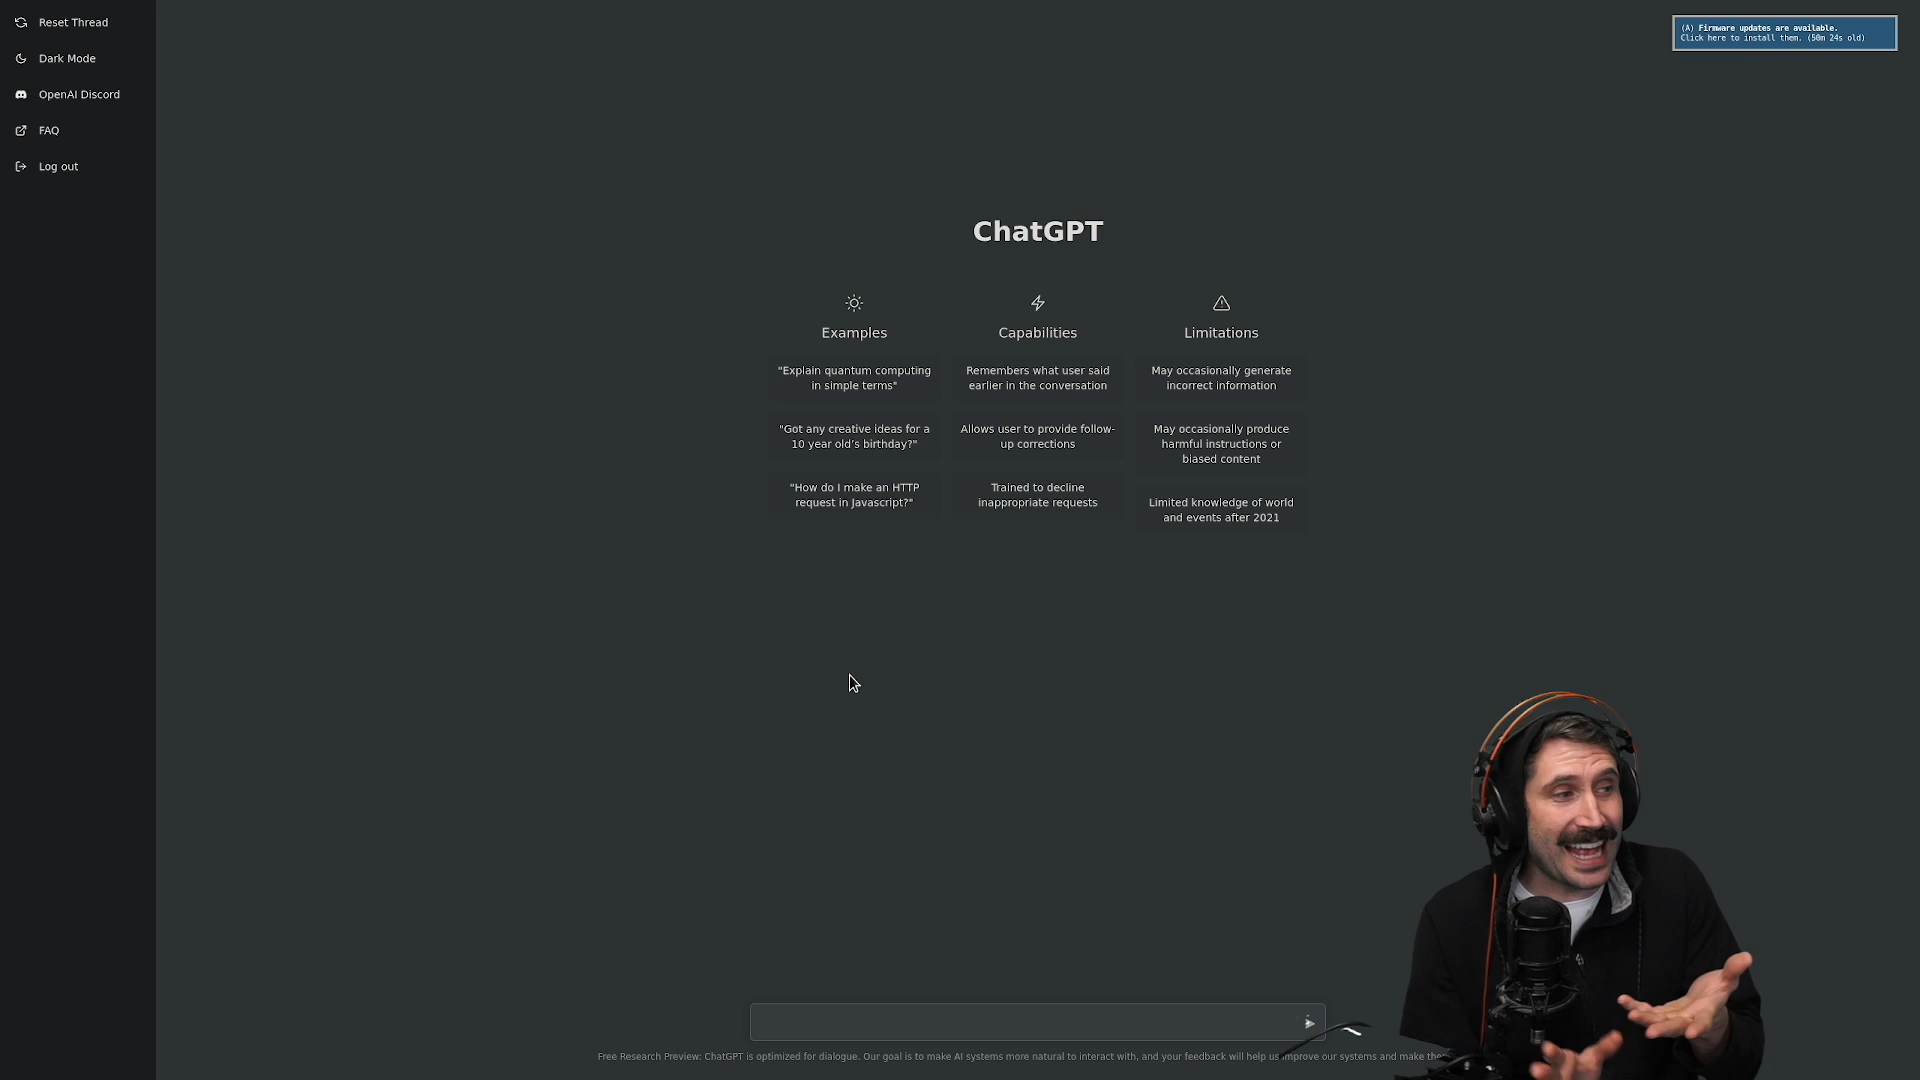 Reset Thread
Dark Mode
OpenAI Discord
FAQ
Log out
(A) Firmware updates are available.
Click here to install them. (50m 24s old)
ChatGPT
Examples
"Explain quantum computing
in simple terms"
"Got any creative ideas for a
10 year old's birthday?"
"How do I make an HTTP
request in Javascript?"
Capabilities
Remembers what user said
earlier in the conversation
Allows user to provide follow-
up corrections
Trained to decline
inappropriate requests
Limitations
May occasionally generate
incorrect information
May occasionally produce
harmful instructions or
biased content
Limited knowledge of world
and events after 2021
Free Research Preview: ChatGPT is optimized for dialogue. Our goal is to make AI systems more natural to interact with, and your feedback will help us improve our systems and make